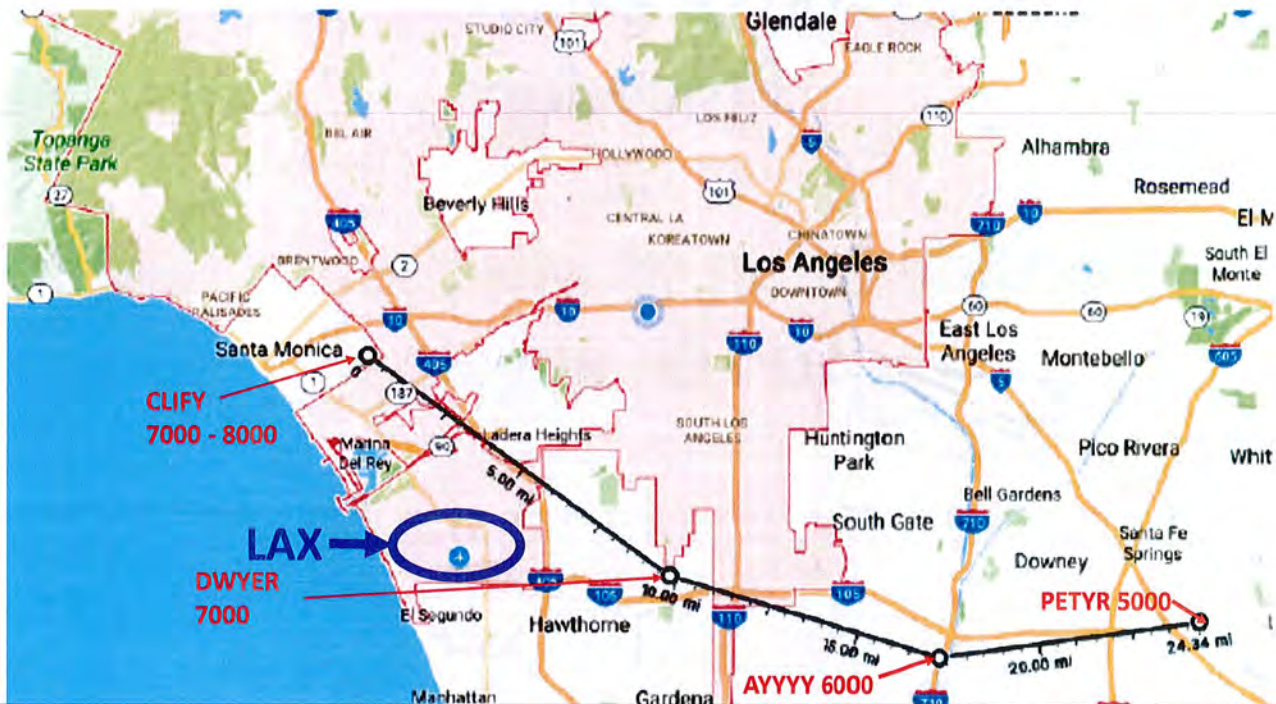 Glendale
STUDIO CITY
101
EAGLE ROCK
110
LOS FELIZ
5
Topanga
State Park
BEL AIR
HOLLYWOOD
Alhambra
27
101
Rosemead
Beverly Hills
405
CENTRAL LA
KOREATOWN
CHINATOWN
10
710
El M
BRENTWOOD
2
Los Angeles
South El
Monte
1
PACIFIC
PALISADES
DOWNTOWN
10
10
10
110
60
60
19
East Los
Angeles
Montebello
605
Santa Monica
405
5
0
1
187
CLIFY
7000 - 8000
SOUTH LOS
ANGELES
Ladera Heights
90
Marina
Del Rey
Huntington
Park
Pico Rivera
Whit
5.00 mi
Bell Gardens
South Gate
710
LAX
Santa Fe
Springs
Downey
DWYER
7000
405
105
10.00 mi
105
El Segundo
Hawthorne
110
PETYR 5000
15.00 mi
20.00 mi
24.34 mi
AYYYY 6000
710
Manhattan
Gardena